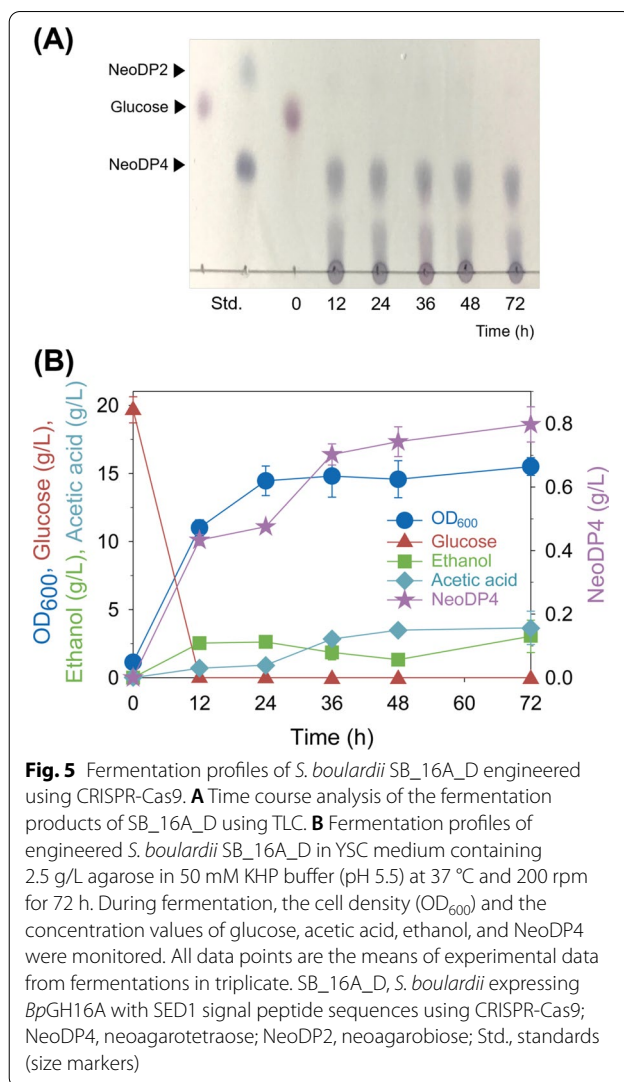 (A)
NeoDP2 ▶
Glucose ▶
NeoDP4 ▶
Std. 0 12 24 36 48 72
Time (h)
(B)
OD600, Glucose (g/L),
Ethanol (g/L), Acetic acid (g/L)
20
15
10
5
0
OD600
Glucose
Ethanol
Acetic acid
NeoDP4
0.8
0.6
0.4
0.2
0.0
NeoDP4 (g/L)
0 12 24 36 48 60 72
Time (h)
Fig. 5 Fermentation profiles of S. boulardii SB_16A_D engineered
using CRISPR-Cas9. A Time course analysis of the fermentation
products of SB_16A_D using TLC. B Fermentation profiles of
engineered S. boulardii SB_16A_D in YSC medium containing
2.5 g/L agarose in 50 mM KHP buffer (pH 5.5) at 37 °C and 200 rpm
for 72 h. During fermentation, the cell density (OD600) and the
concentration values of glucose, acetic acid, ethanol, and NeoDP4
were monitored. All data points are the means of experimental data
from fermentations in triplicate. SB_16A_D, S. boulardii expressing
BpGH16A with SED1 signal peptide sequences using CRISPR-Cas9;
NeoDP4, neoagarotetraose; NeoDP2, neoagarobiose; Std., standards
(size markers)